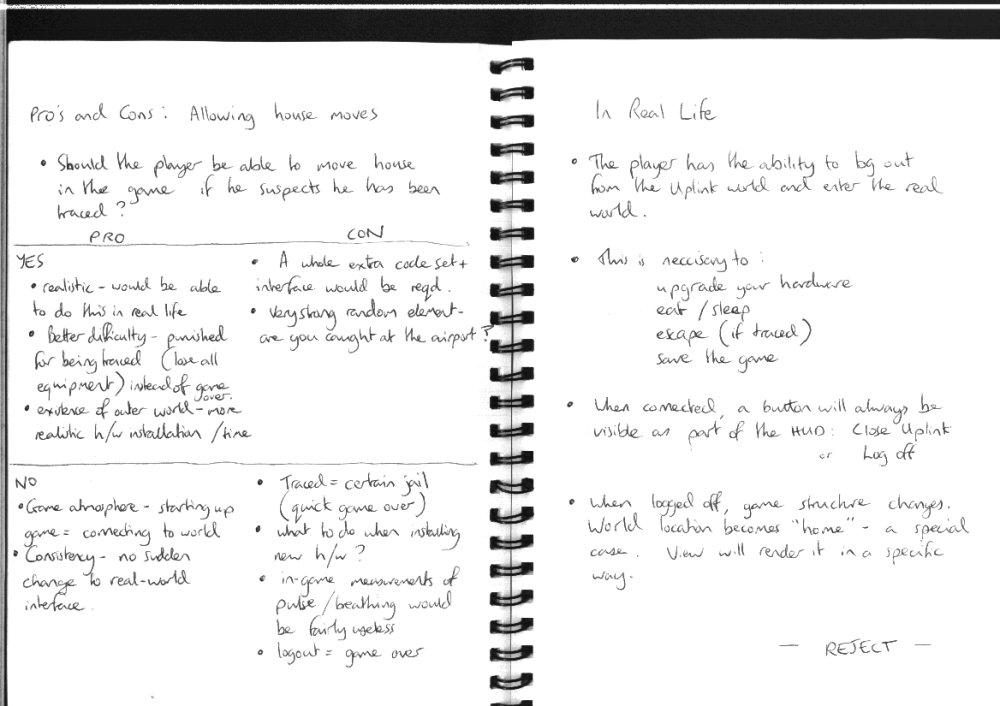 Pro's and Cons: Allowing house moves
• Should the player be able to move house
in the game if he suspects he has been
traced?
PRO
CON
YES
• realistic - would be able
to do this in real life
• Better difficulty - punished
for being traced (lose all
equipment) instead of game
over.
• existence of outer world - more
realistic h/w installation / time
• A whole extra code set +
interface would be reqd.
• Very strong random element -
are you caught at the airport?
NO
• Game atmosphere - starting up
game = connecting to world
• Consistency - no sudden
change to real-world
interface.
• Traced = certain jail
(quick game over)
• what to do when installing
new h/w?
• in-game measurements of
pulse / breathing would
be fairly useless
• logout = game over
In Real Life
• The player has the ability to log out
from the Uplink world and enter the real
world.
• This is neccisary to:
upgrade your hardware
eat / sleep
escape (if traced)
save the game
• When connected, a button will always be
visible as part of the HUD: Close Uplink
or Log off
• When logged off, game structure changes.
World location becomes "home" - a special
case. View will render it in a specific
way.
— REJECT —